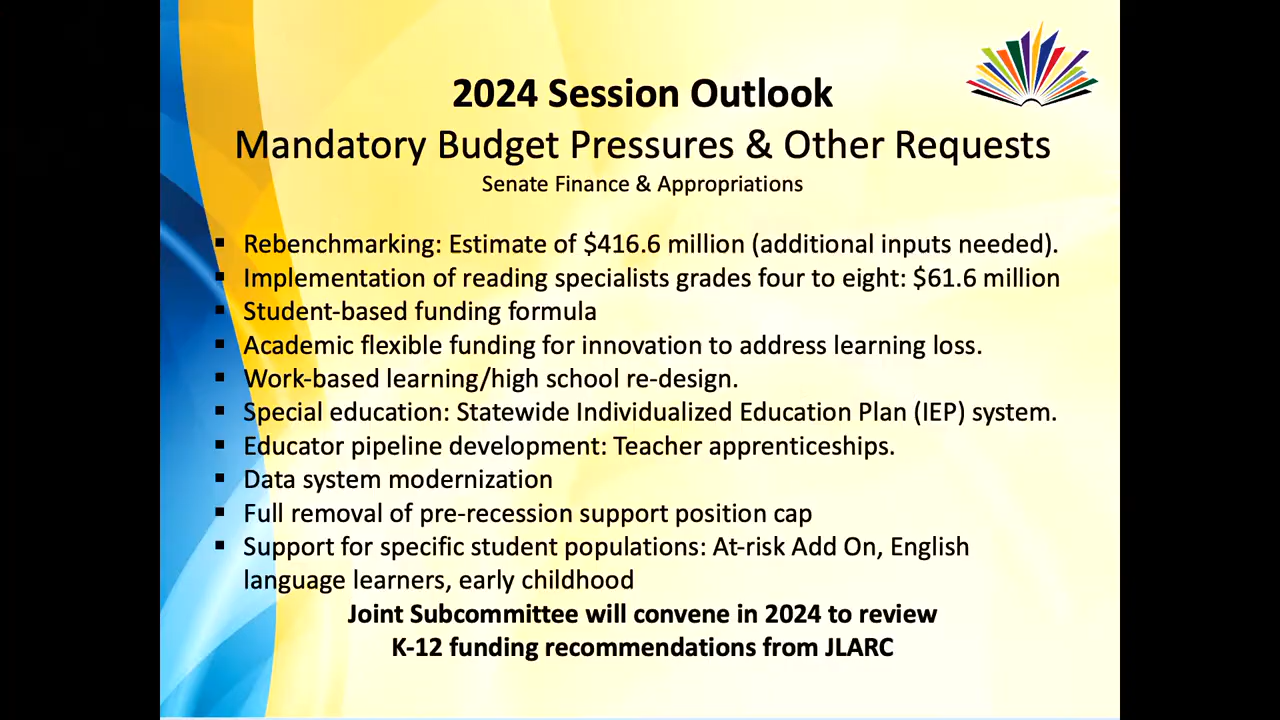 2024 Session Outlook
Mandatory Budget Pressures & Other Requests
Senate Finance & Appropriations
▪ Rebenchmarking: Estimate of $416.6 million (additional inputs needed).
▪ Implementation of reading specialists grades four to eight: $61.6 million
▪ Student-based funding formula
▪ Academic flexible funding for innovation to address learning loss.
▪ Work-based learning/high school re-design.
▪ Special education: Statewide Individualized Education Plan (IEP) system.
▪ Educator pipeline development: Teacher apprenticeships.
▪ Data system modernization
▪ Full removal of pre-recession support position cap
▪ Support for specific student populations: At-risk Add On, English
language learners, early childhood
Joint Subcommittee will convene in 2024 to review
K-12 funding recommendations from JLARC